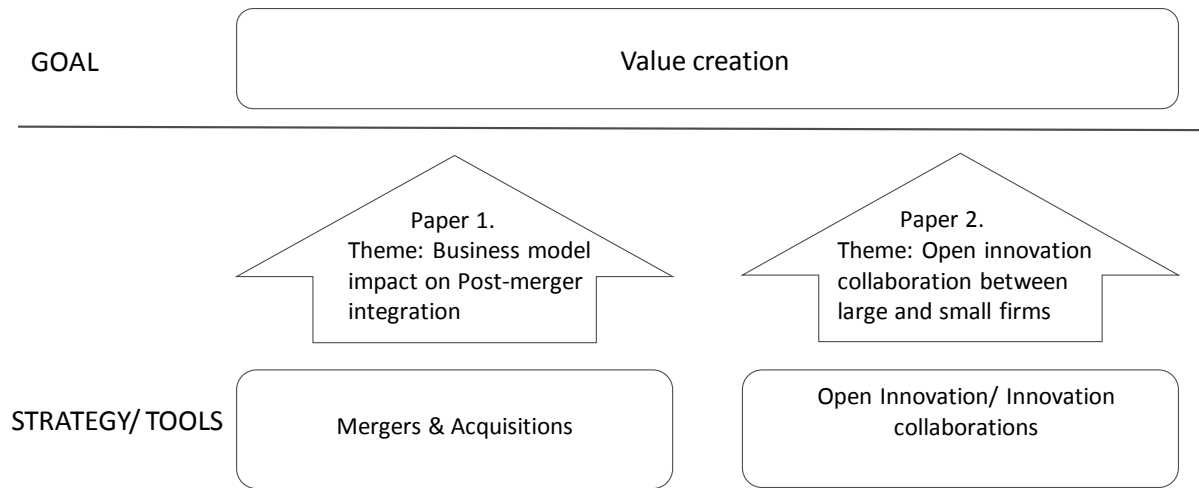 GOAL
Value creation
Paper 1.
Theme: Business model
impact on Post-merger
integration
Paper 2.
Theme: Open innovation
collaboration between
large and small firms
STRATEGY/ TOOLS
Mergers & Acquisitions
Open Innovation/ Innovation
collaborations